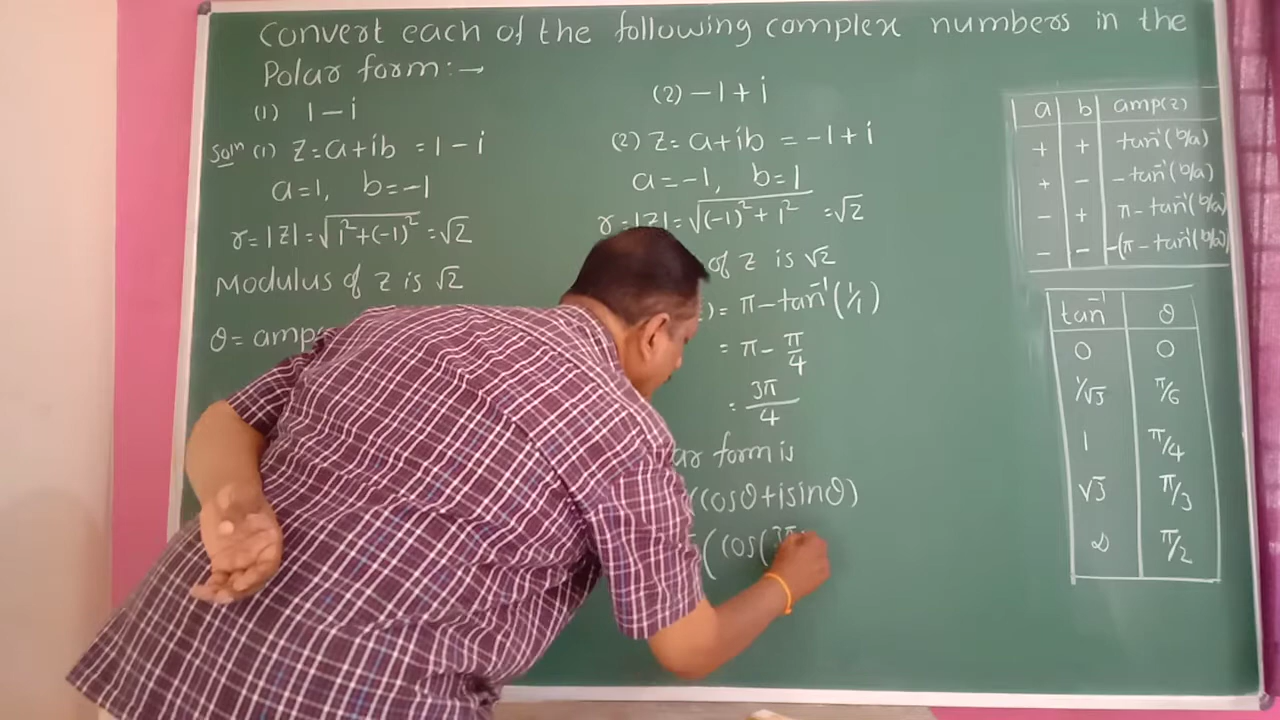 Convert each of the following complex numbers in the
Polar form:→
(1) 1-i
(2) -1+i
Soln (1) z=a+ib = 1-i
a=1, b=-1
r=|z|=√1²+(-1)² = √2
Modulus of z is √2
θ = amp
(2) z = a+ib = -1+i
a=-1, b=1
r=|z|=√(-1)²+1² = √2
of z is √2
) = π-tan⁻¹(1/1)
= π-π/4
= 3π/4
form is
(cosθ+isinθ)
(cos(3π
a b amp(z)
+ + tan⁻¹(b/a)
+ - -tan⁻¹(b/a)
- + π-tan⁻¹(b/a)
- - -(π-tan⁻¹(b/a)
tan⁻¹ θ
0 0
1/√3 π/6
1 π/4
√3 π/3
∞ π/2